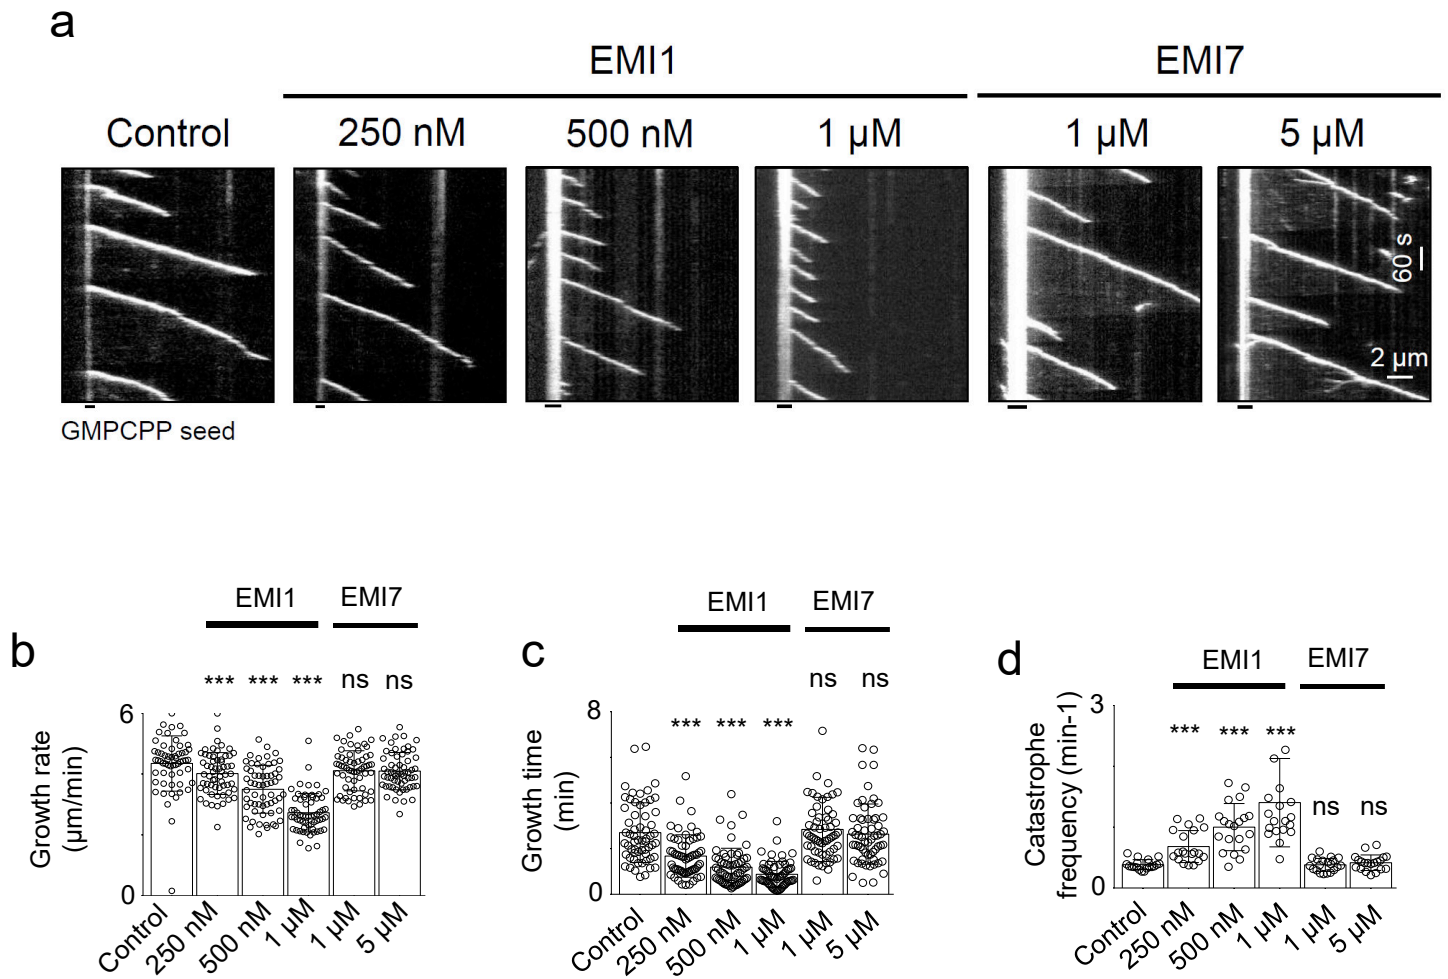 a
EMI1
EMI7
Control
250 nM
500 nM
1 µM
1 µM
5 µM
60 s
2 µm
GMPCPP seed
b
EMI1
EMI7
*** *** *** ns ns
Growth rate
(µm/min)
6
0
Control
250 nM
500 nM
1 µM
1 µM
5 µM
c
EMI1
EMI7
*** *** *** ns ns
Growth time
(min)
8
0
Control
250 nM
500 nM
1 µM
1 µM
5 µM
d
EMI1
EMI7
*** *** *** ns ns
Catastrophe
frequency (min-1)
3
0
Control
250 nM
500 nM
1 µM
1 µM
5 µM